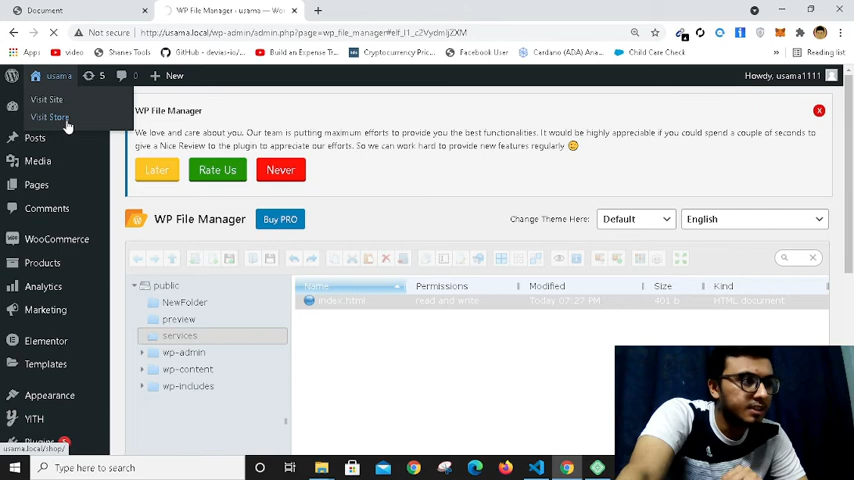 Document
WP File Manager ‹ usama — Wo
Not secure | http://usama.local/wp-admin/admin.php?page=wp_file_manager#elf_l1_c2VydmljZXM
Apps video Shanes Tools GitHub - devias-io/d... Build an Expense Tr... Cryptocurrency Pric... Facebook User Cardano (ADA) Ana... Child Care Check Reading list
usama 5 0 New Howdy, usama1111
Visit Site
Visit Store
Posts
Media
Pages
Comments
WooCommerce
Products
Analytics
Marketing
Elementor
Templates
Appearance
YITH
Plugins 5
usama.local/shop/
WP File Manager
We love and care about you. Our team is putting maximum efforts to provide you the best functionalities. It would be highly appreciable if you could spend a couple of seconds to
give a Nice Review to the plugin to appreciate our efforts. So we can work hard to provide new features regularly
Later Rate Us Never
WP File Manager Buy PRO Change Theme Here: Default English
public
NewFolder
preview
services
wp-admin
wp-content
wp-includes
Name Permissions Modified Size Kind
index.html read and write Today 07:27 PM 401 b HTML document
Type here to search